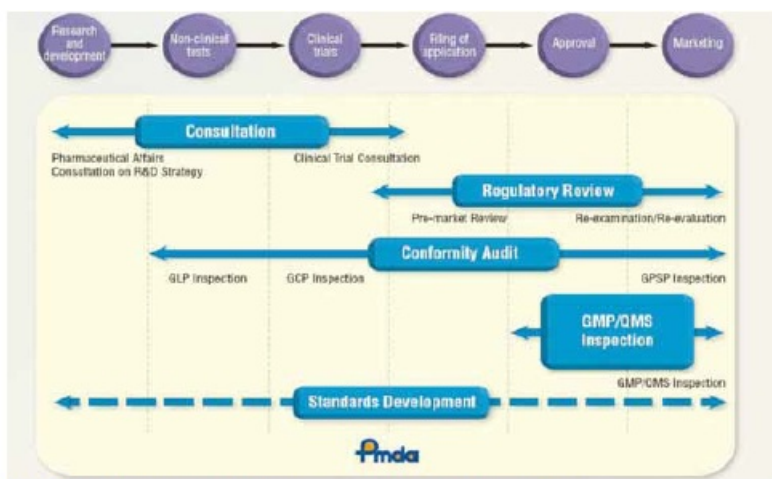 Research
and
development
Non-clinical
tests
Clinical
trials
Filing of
application
Approval
Marketing
Consultation
Pharmaceutical Affairs
Consultation on R&D Strategy
Clinical Trial Consultation
Regulatory Review
Pre-market Review
Re-examination/Re-evaluation
Conformity Audit
GLP Inspection
GCP Inspection
GPSP Inspection
GMP/QMS
Inspection
GMP/QMS Inspection
Standards Development
Pmda